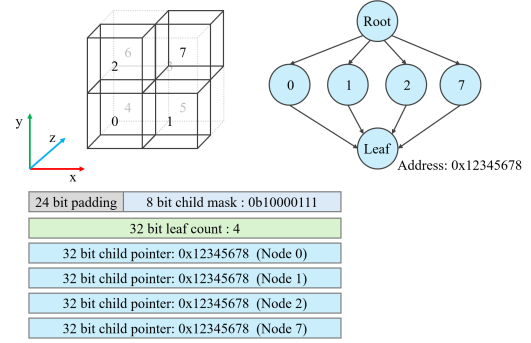 6
7
2
3
4
5
0
1
y
z
x
Root
0
1
2
7
Leaf
Address: 0x12345678
24 bit padding
8 bit child mask : 0b10000111
32 bit leaf count : 4
32 bit child pointer: 0x12345678 (Node 0)
32 bit child pointer: 0x12345678 (Node 1)
32 bit child pointer: 0x12345678 (Node 2)
32 bit child pointer: 0x12345678 (Node 7)